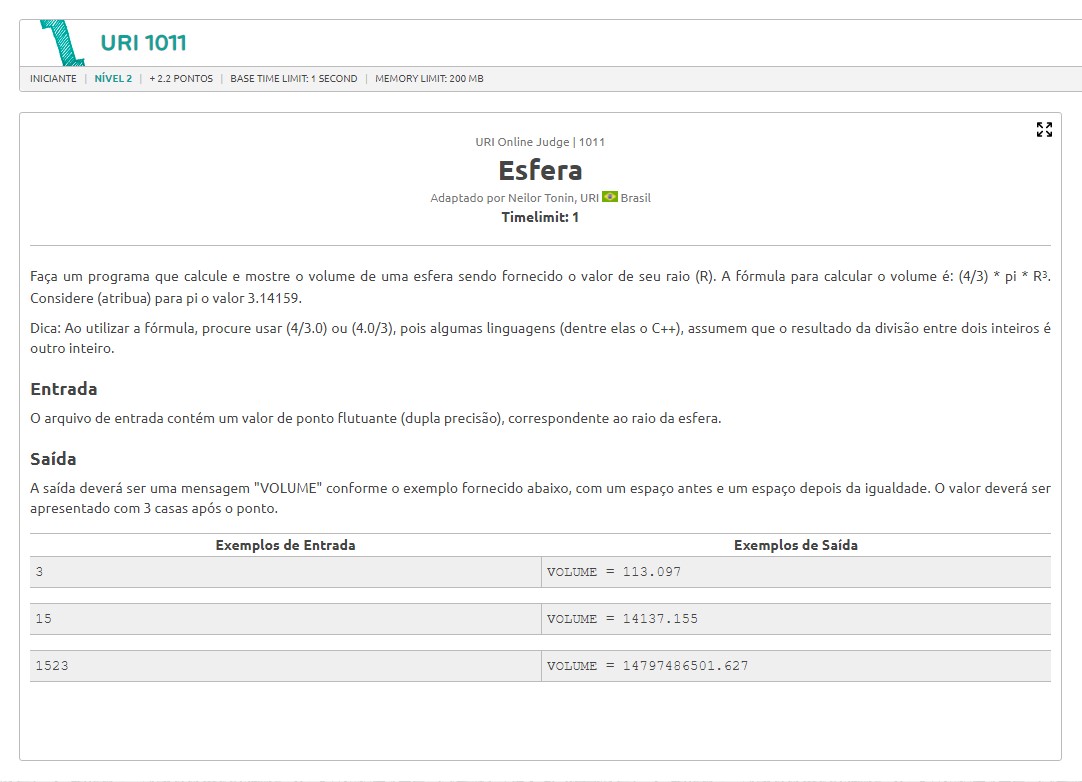 URI 1011
INICIANTE | NÍVEL 2 | + 2.2 PONTOS | BASE TIME LIMIT: 1 SECOND | MEMORY LIMIT: 200 MB
URI Online Judge | 1011
Esfera
Adaptado por Neilor Tonin, URI Brasil
Timelimit: 1
Faça um programa que calcule e mostre o volume de uma esfera sendo fornecido o valor de seu raio (R). A fórmula para calcular o volume é: (4/3) * pi * R³.
Considere (atribua) para pi o valor 3.14159.
Dica: Ao utilizar a fórmula, procure usar (4/3.0) ou (4.0/3), pois algumas linguagens (dentre elas o C++), assumem que o resultado da divisão entre dois inteiros é
outro inteiro.
Entrada
O arquivo de entrada contém um valor de ponto flutuante (dupla precisão), correspondente ao raio da esfera.
Saída
A saída deverá ser uma mensagem "VOLUME" conforme o exemplo fornecido abaixo, com um espaço antes e um espaço depois da igualdade. O valor deverá ser
apresentado com 3 casas após o ponto.
Exemplos de Entrada Exemplos de Saída
3 VOLUME = 113.097
15 VOLUME = 14137.155
1523 VOLUME = 14797486501.627